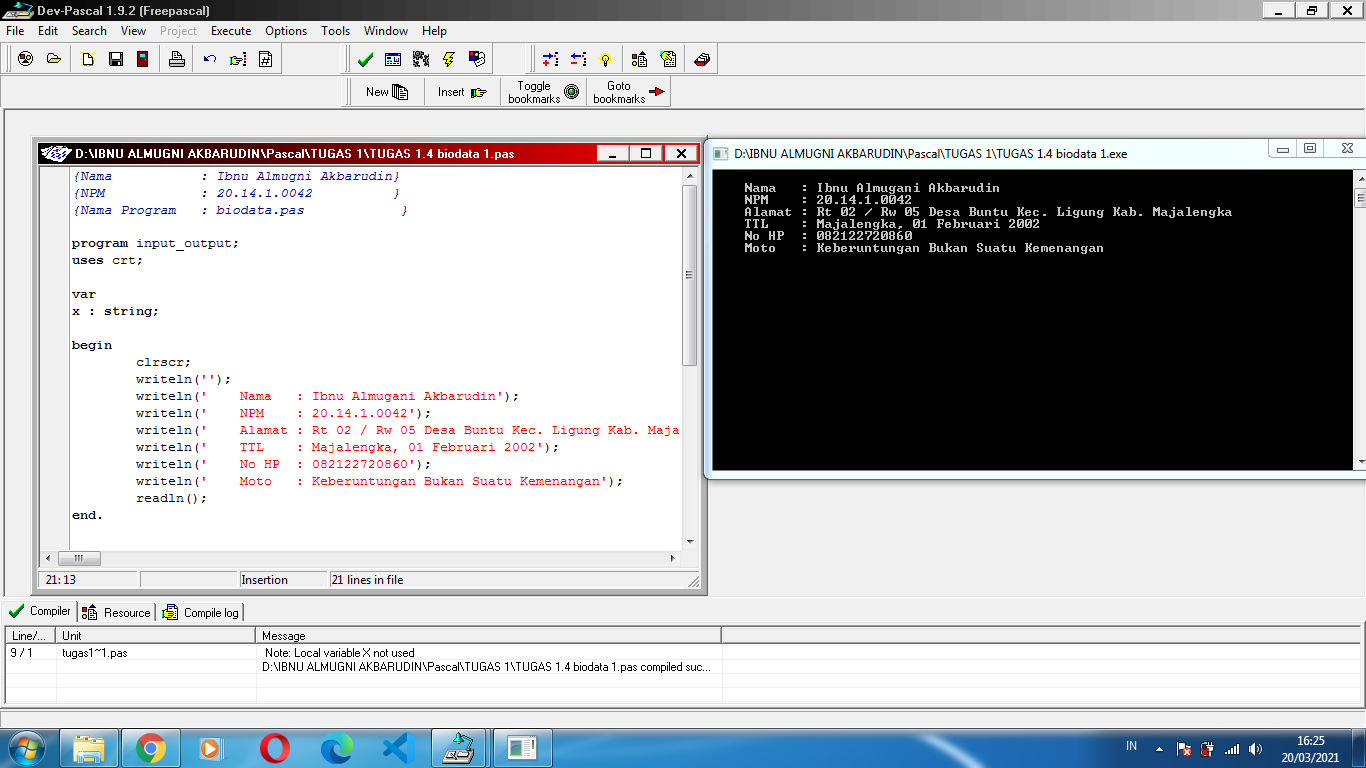 Dev-Pascal 1.9.2 (Freepascal)
File Edit Search View Project Execute Options Tools Window Help
New Insert Toggle bookmarks Goto bookmarks
D:\IBNU ALMUGNI AKBARUDIN\Pascal\TUGAS 1\TUGAS 1.4 biodata 1.pas
{Nama           : Ibnu Almugni Akbarudin}
{NPM            : 20.14.1.0042          }
{Nama Program   : biodata.pas            }
program input_output;
uses crt;
var
x : string;
begin
        clrscr;
        writeln('');
        writeln('    Nama   : Ibnu Almugani Akbarudin');
        writeln('    NPM    : 20.14.1.0042');
        writeln('    Alamat : Rt 02 / Rw 05 Desa Buntu Kec. Ligung Kab. Maja
        writeln('    TTL    : Majalengka, 01 Februari 2002');
        writeln('    No HP  : 082122720860');
        writeln('    Moto   : Keberuntungan Bukan Suatu Kemenangan');
        readln();
end.
21: 13 Insertion 21 lines in file
D:\IBNU ALMUGNI AKBARUDIN\Pascal\TUGAS 1\TUGAS 1.4 biodata 1.exe
Nama   : Ibnu Almugani Akbarudin
NPM    : 20.14.1.0042
Alamat : Rt 02 / Rw 05 Desa Buntu Kec. Ligung Kab. Majalengka
TTL    : Majalengka, 01 Februari 2002
No HP  : 082122720860
Moto   : Keberuntungan Bukan Suatu Kemenangan
Compiler Resource Compile log
Line/... Unit Message
9 / 1 tugas1~1.pas Note: Local variable X not used
D:\IBNU ALMUGNI AKBARUDIN\Pascal\TUGAS 1\TUGAS 1.4 biodata 1.pas compiled suc...
IN
16:25
20/03/2021